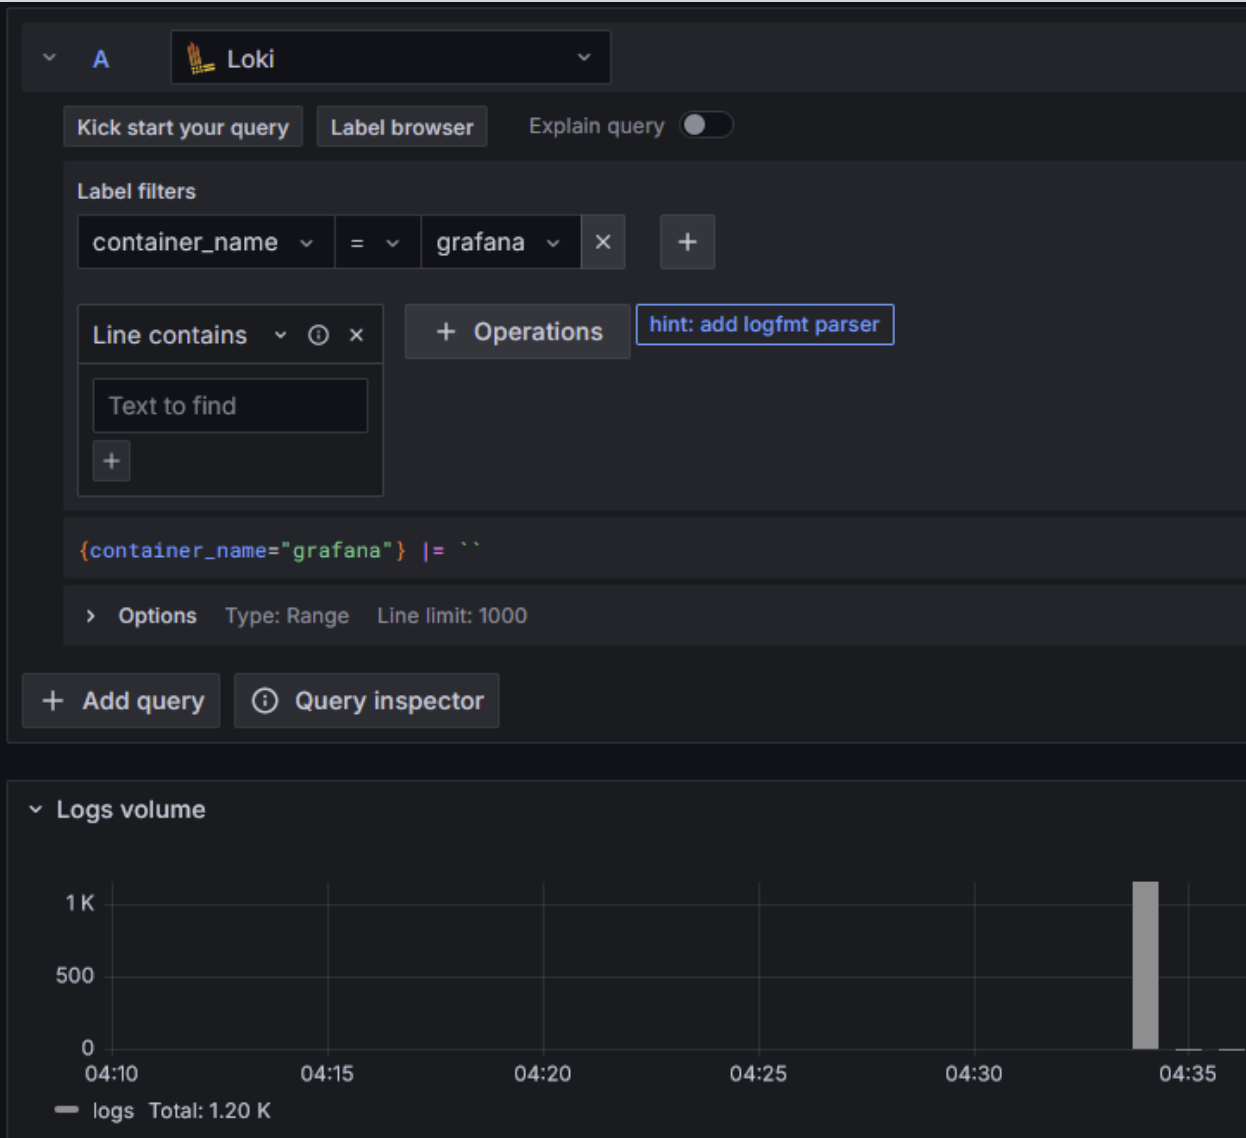 A Loki
Kick start your query Label browser Explain query
Label filters
container_name = grafana
Line contains + Operations hint: add logfmt parser
Text to find
+
{container_name="grafana"} |= ``
Options Type: Range Line limit: 1000
+ Add query Query inspector
Logs volume
1 K
500
0
04:10 04:15 04:20 04:25 04:30 04:35
logs Total: 1.20 K